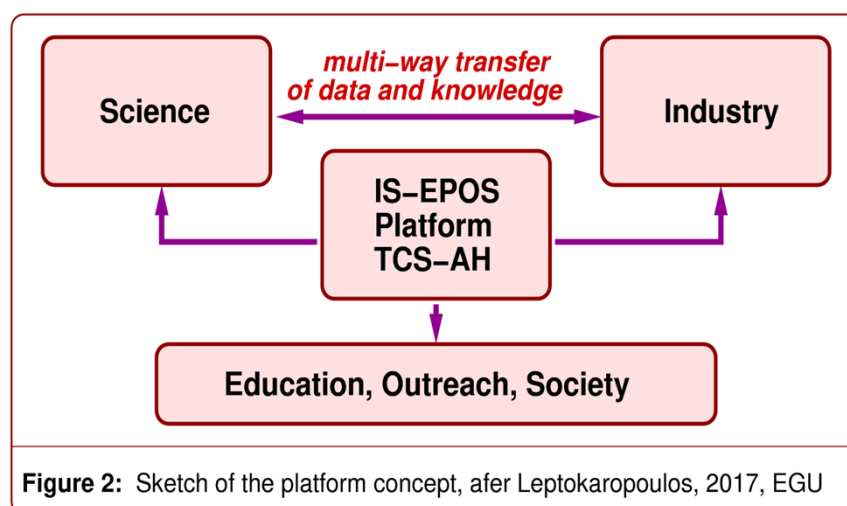 multi–way transfer
of data and knowledge
Science
Industry
IS–EPOS
Platform
TCS–AH
Education, Outreach, Society
Figure 2: Sketch of the platform concept, afer Leptokaropoulos, 2017, EGU